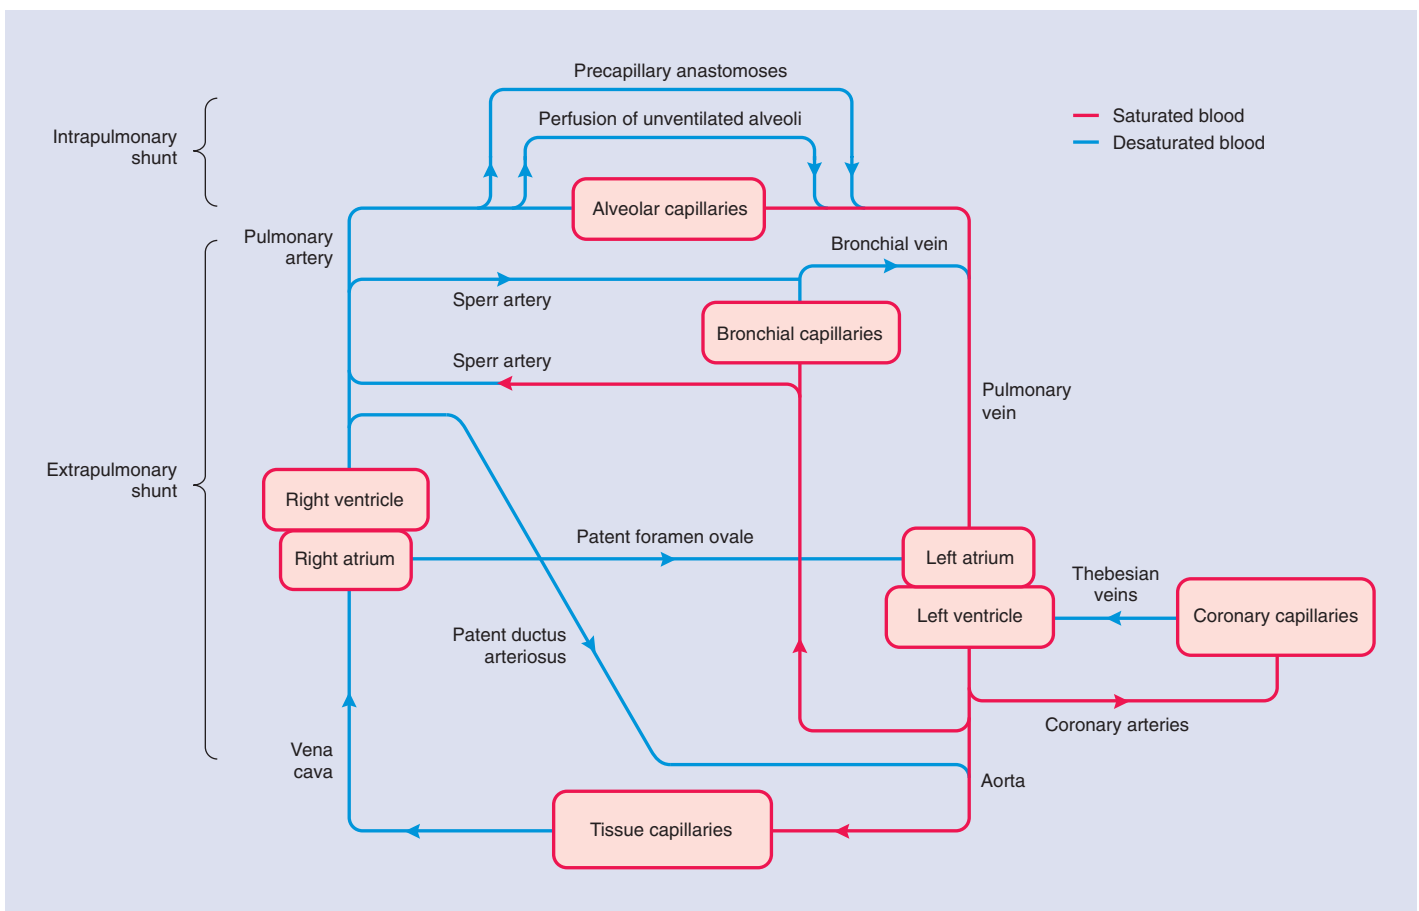 Precapillary anastomoses
Saturated blood
Perfusion of unventilated alveoli
Desaturated blood
Intrapulmonary
shunt
Alveolar capillaries
Pulmonary
artery
Bronchial vein
Sperr artery
Bronchial capillaries
Sperr artery
Pulmonary
vein
Extrapulmonary
shunt
Right ventricle
Patent foramen ovale
Right atrium
Left atrium
Thebesian
veins
Left ventricle
Coronary capillaries
Patent ductus
arteriosus
Coronary arteries
Vena
cava
Aorta
Tissue capillaries